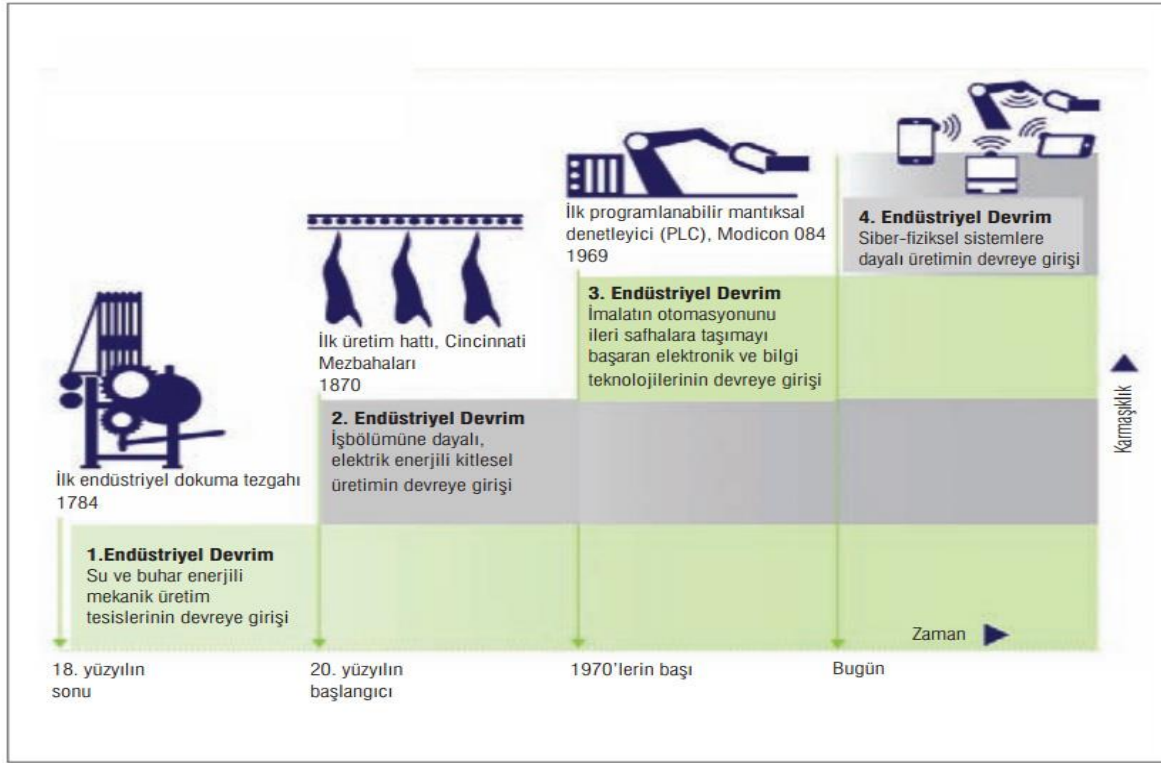 İlk endüstriyel dokuma tezgahı
1784
1.Endüstriyel Devrim
Su ve buhar enerjili
mekanik üretim
tesislerinin devreye girişi
18. yüzyılın
sonu
İlk üretim hattı, Cincinnati
Mezbahaları
1870
2. Endüstriyel Devrim
İşbölümüne dayalı,
elektrik enerjili kitlesel
üretimin devreye girişi
20. yüzyılın
başlangıcı
İlk programlanabilir mantıksal
denetleyici (PLC), Modicon 084
1969
3. Endüstriyel Devrim
İmalatın otomasyonunu
ileri safhalara taşımayı
başaran elektronik ve bilgi
teknolojilerinin devreye girişi
1970'lerin başı
4. Endüstriyel Devrim
Siber-fiziksel sistemlere
dayalı üretimin devreye girişi
Bugün
Zaman
Karmaşıklık